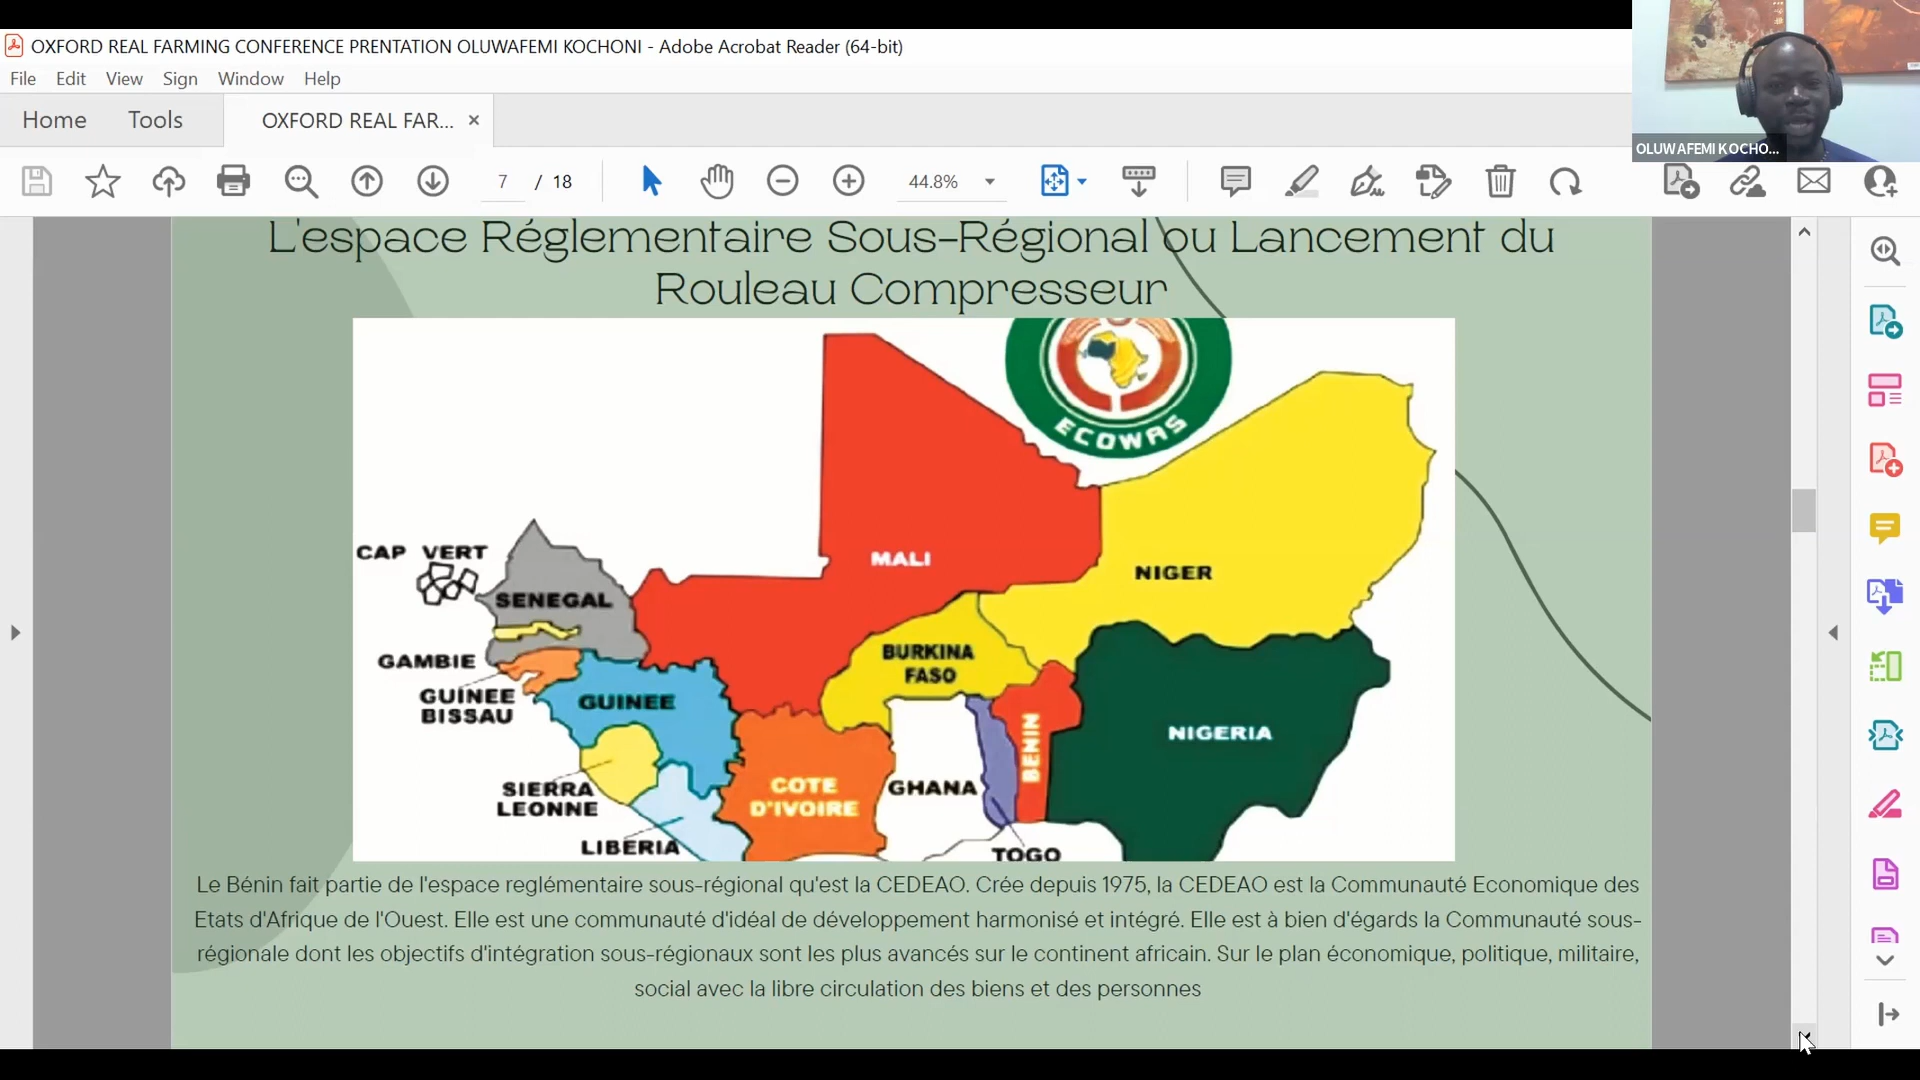 OXFORD REAL FARMING CONFERENCE PRENTATION OLUWAFEMI KOCHONI - Adobe Acrobat Reader (64-bit)
File Edit View Sign Window Help
Home Tools OXFORD REAL FAR... ×
7 / 18 44.8%
OLUWAFEMI KOCHO...
L'espace Réglementaire Sous-Régional ou Lancement du
Rouleau Compresseur
ECOWAS
CAP VERT
SENEGAL
MALI
NIGER
GAMBIE
GUINEE
BISSAU
GUINEE
BURKINA
FASO
BENIN
NIGERIA
SIERRA
LEONNE
COTE
D'IVOIRE
GHANA
LIBERIA
TOGO
Le Bénin fait partie de l'espace reglémentaire sous-régional qu'est la CEDEAO. Crée depuis 1975, la CEDEAO est la Communauté Economique des
Etats d'Afrique de l'Ouest. Elle est une communauté d'idéal de développement harmonisé et intégré. Elle est à bien d'égards la Communauté sous-
régionale dont les objectifs d'intégration sous-régionaux sont les plus avancés sur le continent africain. Sur le plan économique, politique, militaire,
social avec la libre circulation des biens et des personnes